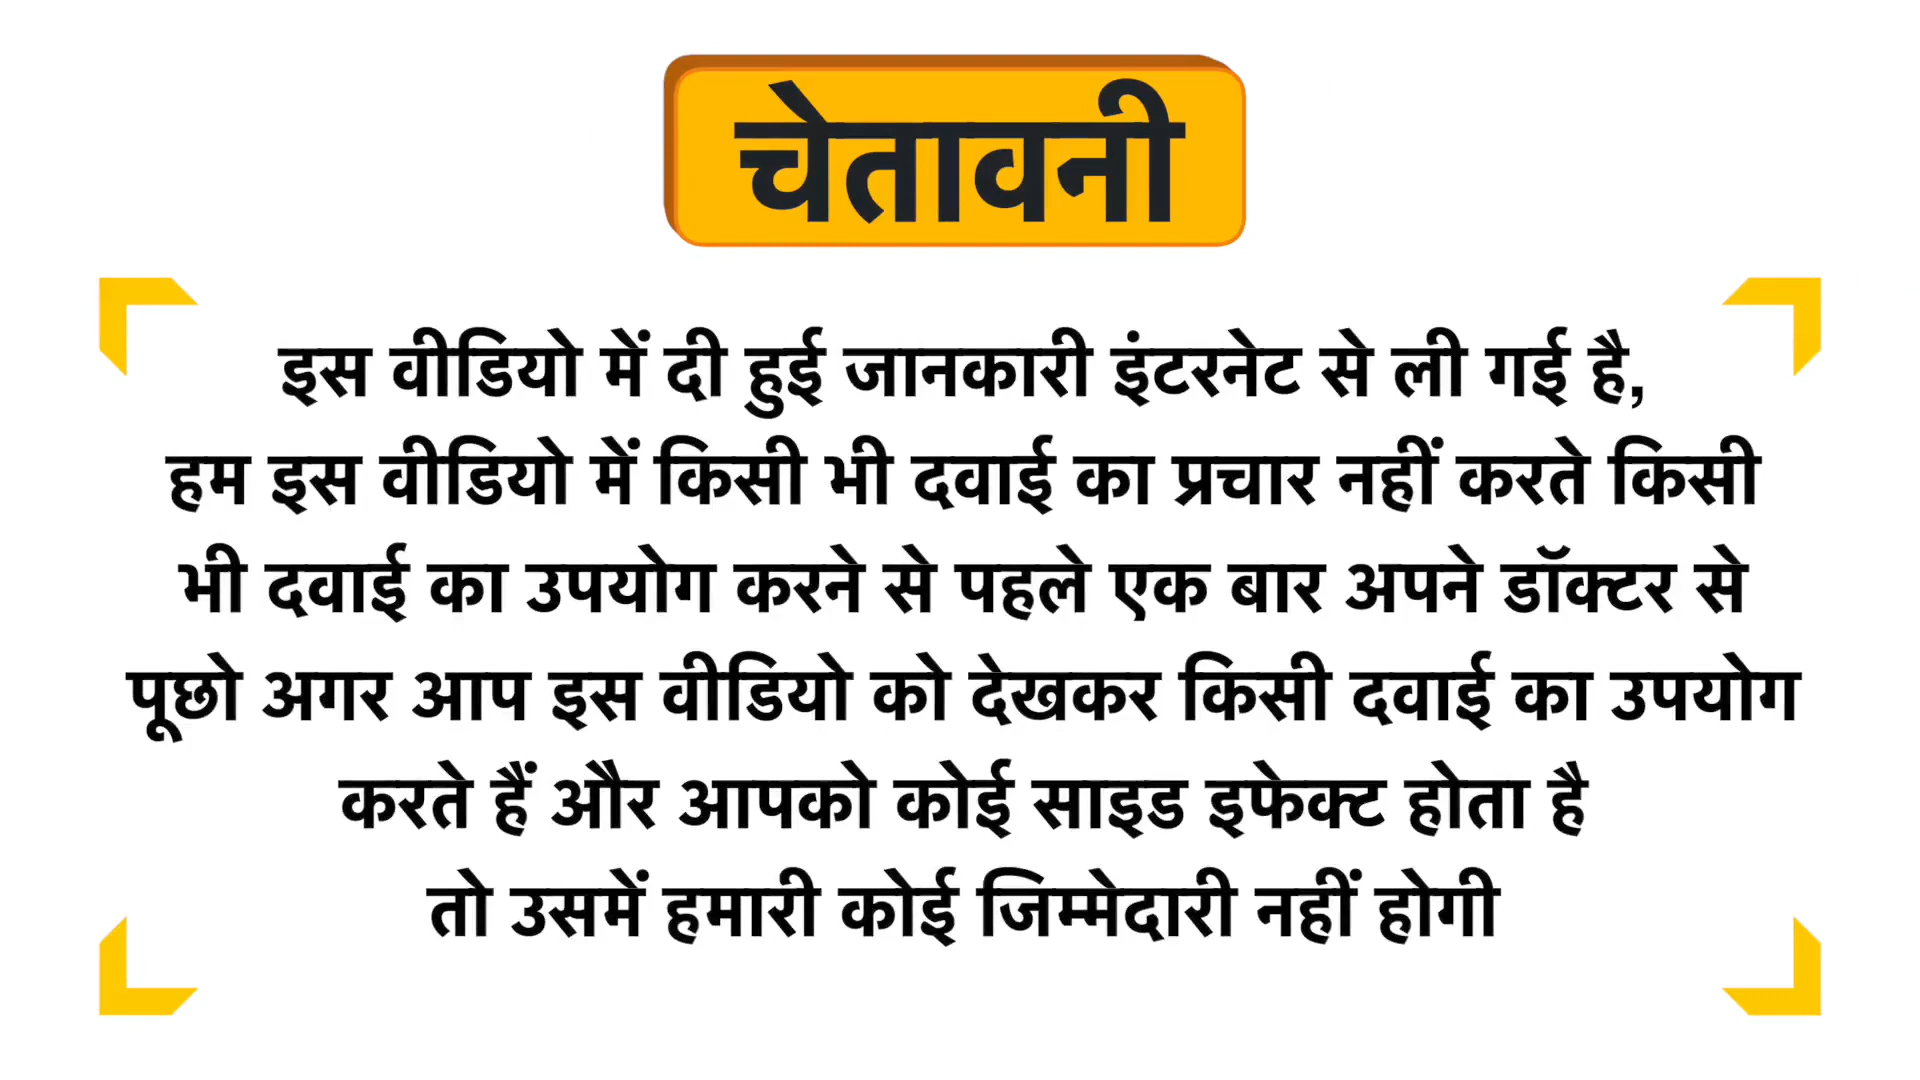 चेतावनी
इस वीडियो में दी हुई जानकारी इंटरनेट से ली गई है,
हम इस वीडियो में किसी भी दवाई का प्रचार नहीं करते किसी
भी दवाई का उपयोग करने से पहले एक बार अपने डॉक्टर से
पूछो अगर आप इस वीडियो को देखकर किसी दवाई का उपयोग
करते हैं और आपको कोई साइड इफेक्ट होता है
तो उसमें हमारी कोई जिम्मेदारी नहीं होगी